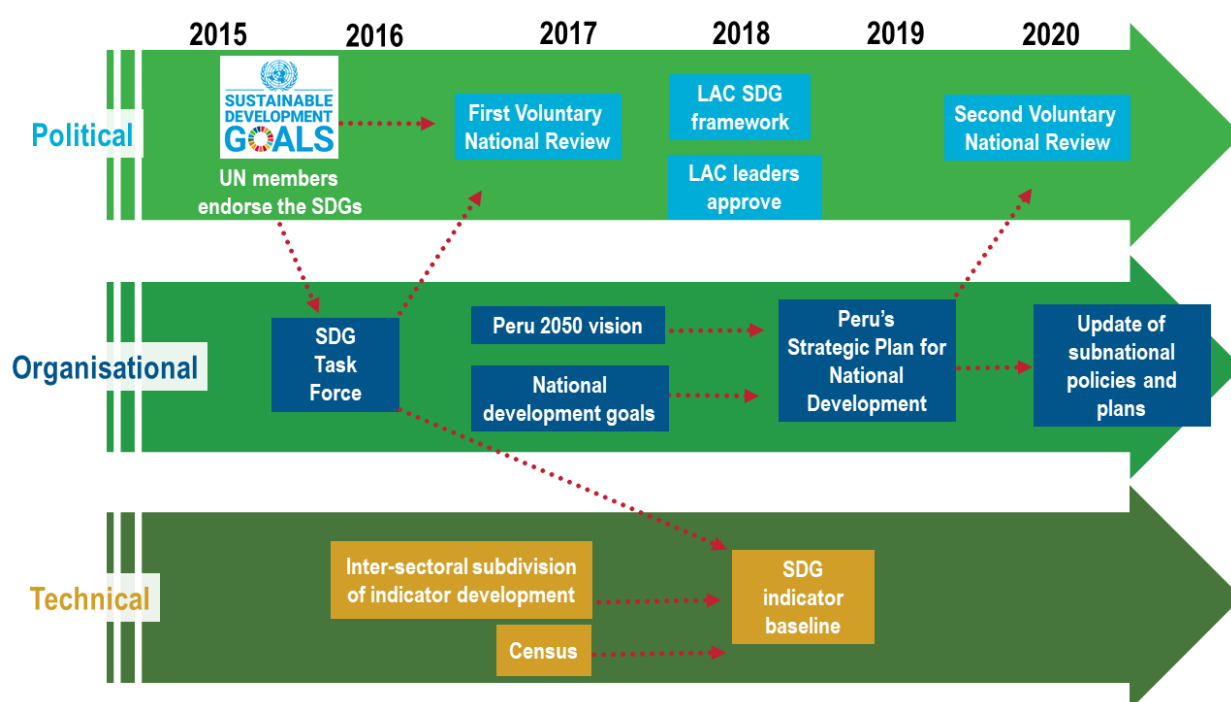 2015 2016 2017 2018 2019 2020
Political
SUSTAINABLE
DEVELOPMENT
GOALS
UN members
endorse the SDGs
First Voluntary
National Review
LAC SDG
framework
LAC leaders
approve
Second Voluntary
National Review
Organisational
SDG
Task
Force
Peru 2050 vision
National
development goals
Peru's
Strategic Plan for
National
Development
Update of
subnational
policies and
plans
Technical
Inter-sectoral subdivision
of indicator development
Census
SDG
indicator
baseline